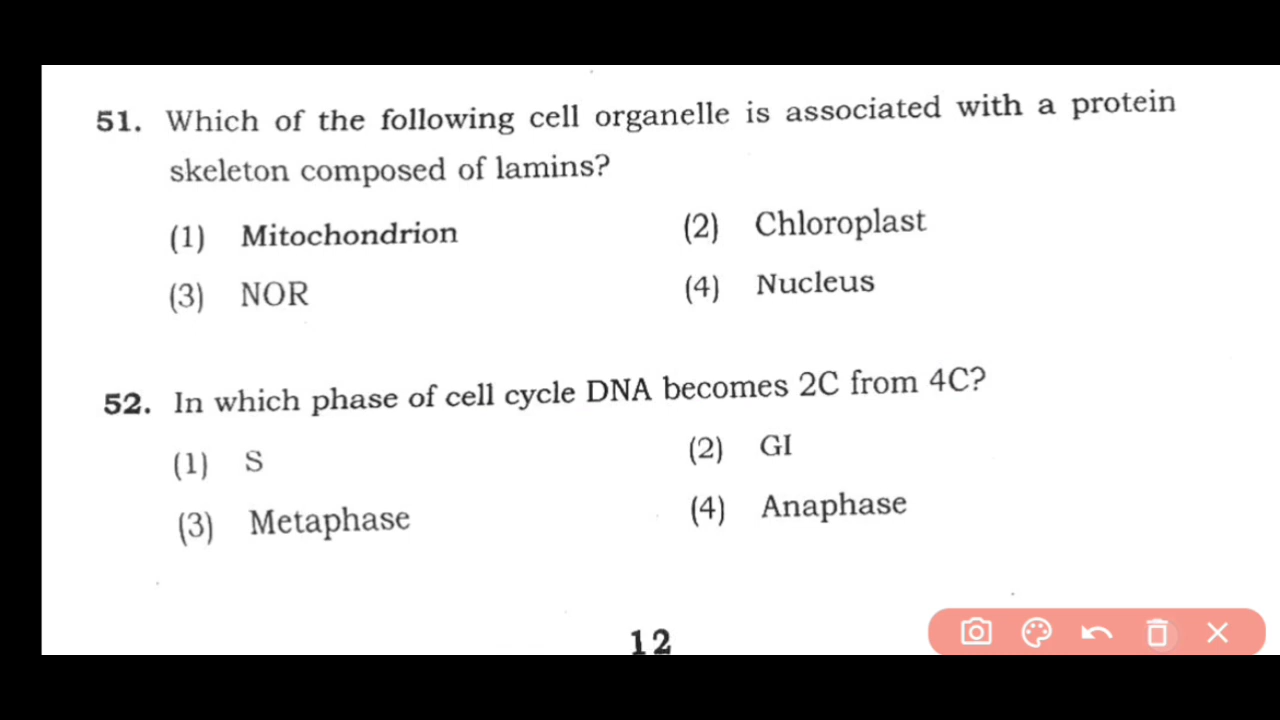 51. Which of the following cell organelle is associated with a protein
skeleton composed of lamins?
(1) Mitochondrion (2) Chloroplast
(3) NOR (4) Nucleus
52. In which phase of cell cycle DNA becomes 2C from 4C?
(1) S (2) GI
(3) Metaphase (4) Anaphase
12